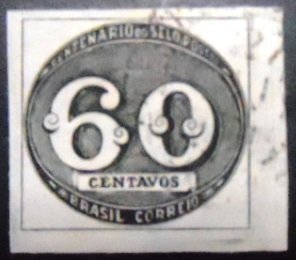 CENTENARIO DO SELO POSTAL
60
CENTAVOS
BRASIL CORREIO